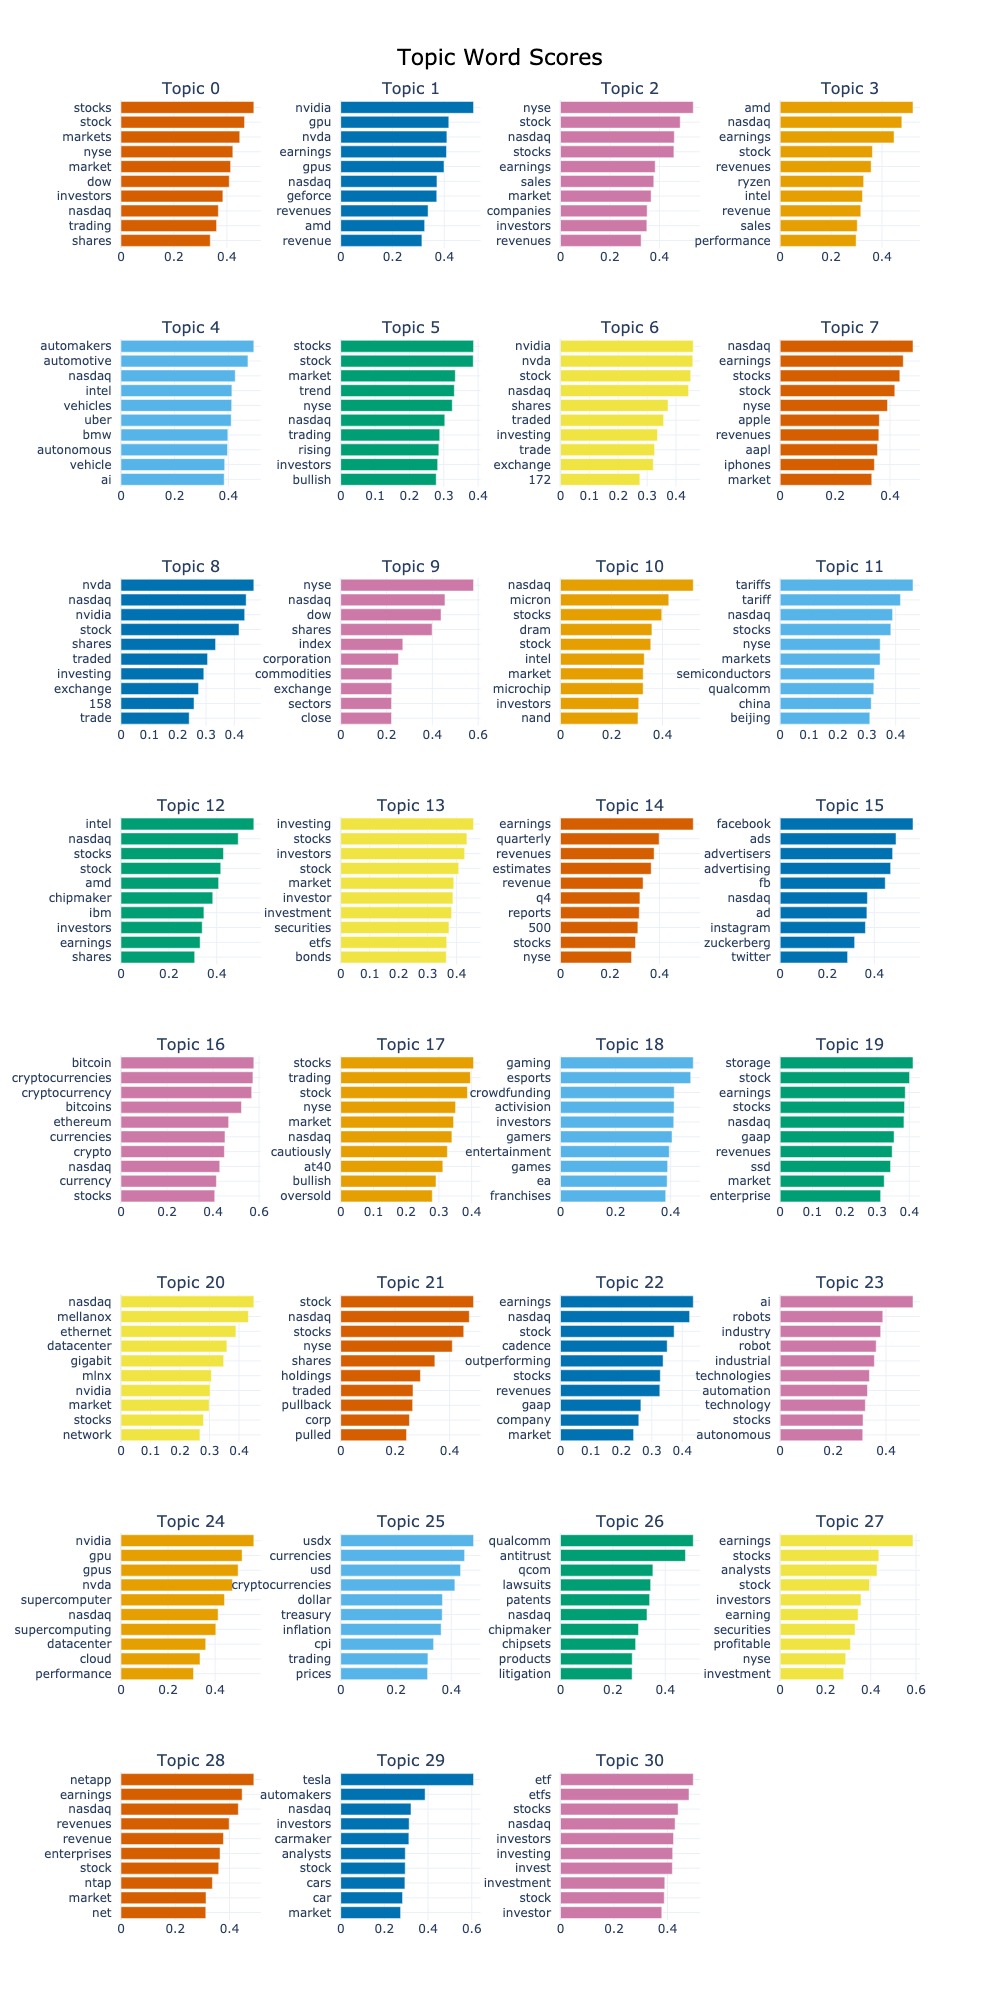 Topic Word Scores
Topic 0
stocks
stock
markets
nyse
market
dow
investors
nasdaq
trading
shares
0 0.2 0.4
Topic 1
nvidia
gpu
nvda
earnings
gpus
nasdaq
geforce
revenues
amd
revenue
0 0.2 0.4
Topic 2
nyse
stock
nasdaq
stocks
earnings
sales
market
companies
investors
revenues
0 0.2 0.4
Topic 3
amd
nasdaq
earnings
stock
revenues
ryzen
intel
revenue
sales
performance
0 0.2 0.4
Topic 4
automakers
automotive
nasdaq
intel
vehicles
uber
bmw
autonomous
vehicle
ai
0 0.2 0.4
Topic 5
stocks
stock
market
trend
nyse
nasdaq
trading
rising
investors
bullish
0 0.1 0.2 0.3 0.4
Topic 6
nvidia
nvda
stock
nasdaq
shares
traded
investing
trade
exchange
172
0 0.1 0.2 0.3 0.4
Topic 7
nasdaq
earnings
stocks
stock
nyse
apple
revenues
aapl
iphones
market
0 0.2 0.4
Topic 8
nvda
nasdaq
nvidia
stock
shares
traded
investing
exchange
158
trade
0 0.1 0.2 0.3 0.4
Topic 9
nyse
nasdaq
dow
shares
index
corporation
commodities
exchange
sectors
close
0 0.2 0.4 0.6
Topic 10
nasdaq
micron
stocks
dram
stock
intel
market
microchip
investors
nand
0 0.2 0.4
Topic 11
tariffs
tariff
nasdaq
stocks
nyse
markets
semiconductors
qualcomm
china
beijing
0 0.1 0.2 0.3 0.4
Topic 12
intel
nasdaq
stocks
stock
amd
chipmaker
ibm
investors
earnings
shares
0 0.2 0.4
Topic 13
investing
stocks
investors
stock
market
investor
investment
securities
etfs
bonds
0 0.1 0.2 0.3 0.4
Topic 14
earnings
quarterly
revenues
estimates
revenue
q4
reports
500
stocks
nyse
0 0.2 0.4
Topic 15
facebook
ads
advertisers
advertising
fb
nasdaq
ad
instagram
zuckerberg
twitter
0 0.2 0.4
Topic 16
bitcoin
cryptocurrencies
cryptocurrency
bitcoins
ethereum
currencies
crypto
nasdaq
currency
stocks
0 0.2 0.4 0.6
Topic 17
stocks
trading
stock
nyse
market
nasdaq
cautiously
at40
bullish
oversold
0 0.1 0.2 0.3 0.4
Topic 18
gaming
esports
crowdfunding
activision
investors
gamers
entertainment
games
ea
franchises
0 0.2 0.4
Topic 19
storage
stock
earnings
stocks
nasdaq
gaap
revenues
ssd
market
enterprise
0 0.1 0.2 0.3 0.4
Topic 20
nasdaq
mellanox
ethernet
datacenter
gigabit
mlnx
nvidia
market
stocks
network
0 0.1 0.2 0.3 0.4
Topic 21
stock
nasdaq
stocks
nyse
shares
holdings
traded
pullback
corp
pulled
0 0.2 0.4
Topic 22
earnings
nasdaq
stock
cadence
outperforming
stocks
revenues
gaap
company
market
0 0.1 0.2 0.3 0.4
Topic 23
ai
robots
industry
robot
industrial
technologies
automation
technology
stocks
autonomous
0 0.2 0.4
Topic 24
nvidia
gpu
gpus
nvda
supercomputer
nasdaq
supercomputing
datacenter
cloud
performance
0 0.2 0.4
Topic 25
usdx
currencies
usd
cryptocurrencies
dollar
treasury
inflation
cpi
trading
prices
0 0.2 0.4
Topic 26
qualcomm
antitrust
qcom
lawsuits
patents
nasdaq
chipmaker
chipsets
products
litigation
0 0.2 0.4
Topic 27
earnings
stocks
analysts
stock
investors
earning
securities
profitable
nyse
investment
0 0.2 0.4 0.6
Topic 28
netapp
earnings
nasdaq
revenues
revenue
enterprises
stock
ntap
market
net
0 0.2 0.4
Topic 29
tesla
automakers
nasdaq
investors
carmaker
analysts
stock
cars
car
market
0 0.2 0.4 0.6
Topic 30
etf
etfs
stocks
nasdaq
investors
investing
invest
investment
stock
investor
0 0.2 0.4